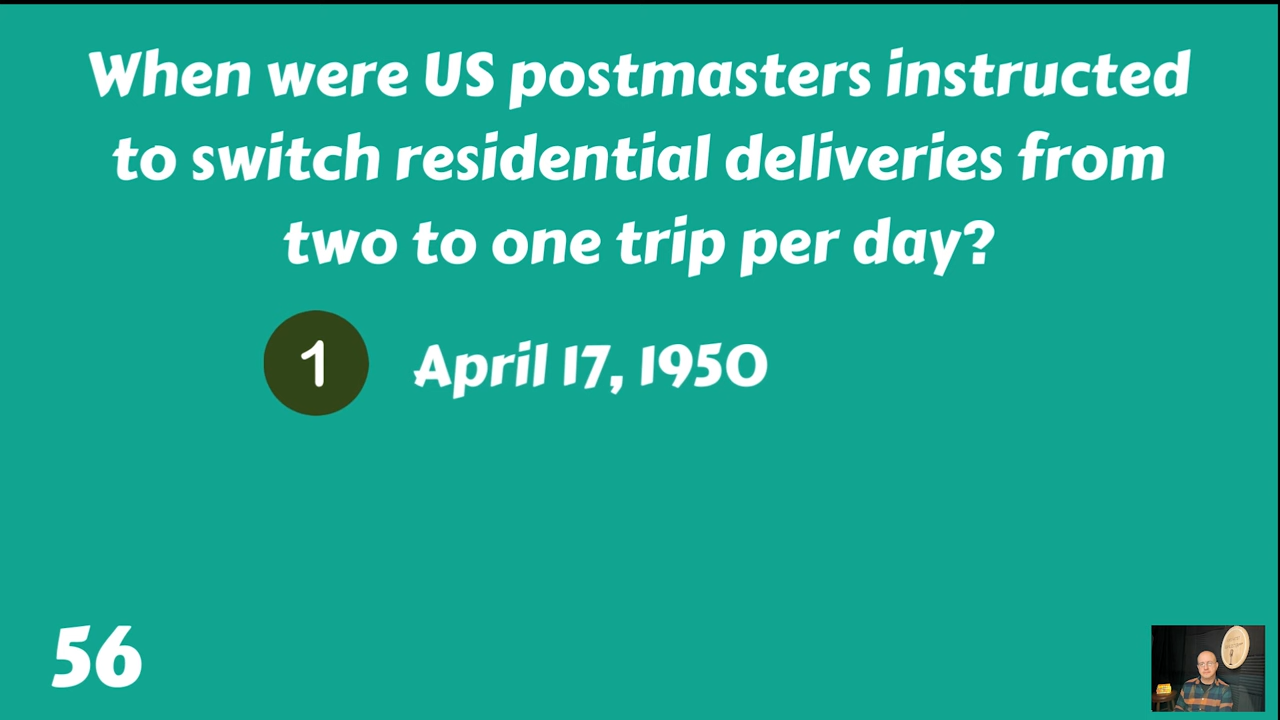 When were US postmasters instructed
to switch residential deliveries from
two to one trip per day?
1 April 17, 1950
56